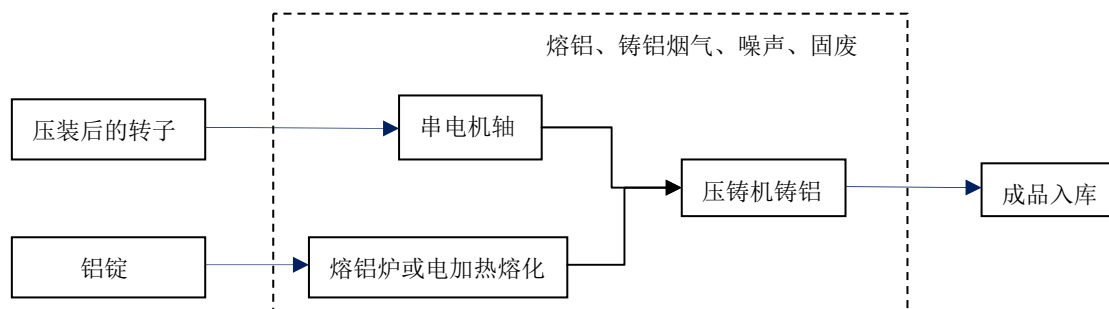 熔铝、铸铝烟气、噪声、固废
压装后的转子
串电机轴
压铸机铸铝
成品入库
铝锭
熔铝炉或电加热熔化